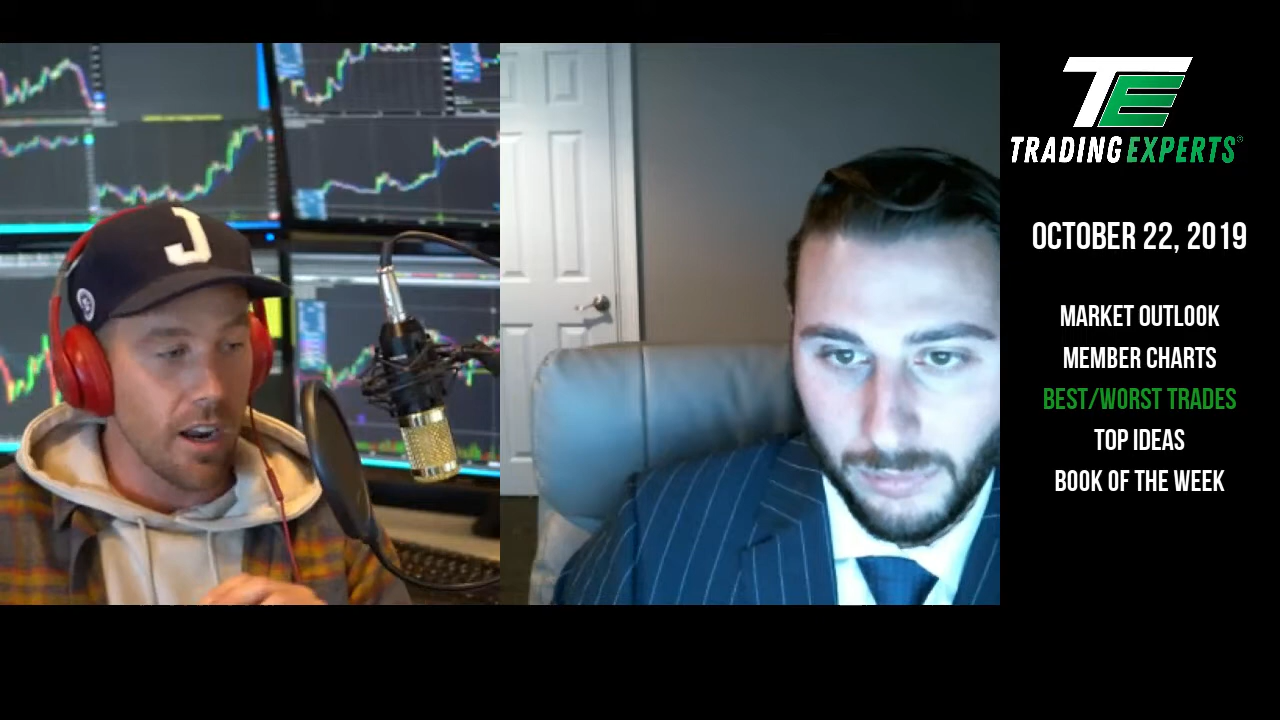 J
TE
TRADING EXPERTS®
OCTOBER 22, 2019
MARKET OUTLOOK
MEMBER CHARTS
BEST/WORST TRADES
TOP IDEAS
BOOK OF THE WEEK